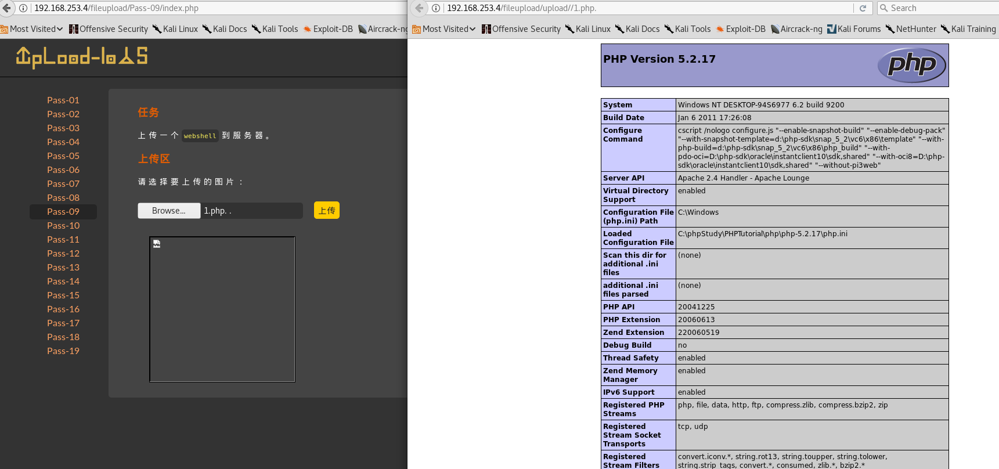 192.168.253.4/fileupload/Pass-09/index.php
Most Visited
Offensive Security
Kali Linux
Kali Docs
Kali Tools
Exploit-DB
Aircrack-ng
UpLoad-labs
Pass-01
Pass-02
Pass-03
Pass-04
Pass-05
Pass-06
Pass-07
Pass-08
Pass-09
Pass-10
Pass-11
Pass-12
Pass-13
Pass-14
Pass-15
Pass-16
Pass-17
Pass-18
Pass-19
任务
上传一个 webshell 到服务器。
上传区
请选择要上传的图片：
Browse... 1.php. . 上传
192.168.253.4/fileupload/upload//1.php.
Search
Most Visited
Offensive Security
Kali Linux
Kali Docs
Kali Tools
Exploit-DB
Aircrack-ng
Kali Forums
NetHunter
Kali Training
PHP Version 5.2.17
php
System Windows NT DESKTOP-94S6977 6.2 build 9200
Build Date Jan 6 2011 17:26:08
Configure
Command
cscript /nologo configure.js "--enable-snapshot-build" "--enable-debug-pack"
"--with-snapshot-template=d:\php-sdk\snap_5_2\vc6\x86\template" "--with-
php-build=d:\php-sdk\snap_5_2\vc6\x86\php_build" "--with-
pdo-oci=D:\php-sdk\oracle\instantclient10\sdk,shared" "--with-oci8=D:\php-
sdk\oracle\instantclient10\sdk,shared" "--without-pi3web"
Server API Apache 2.4 Handler - Apache Lounge
Virtual Directory
Support
enabled
Configuration File
(php.ini) Path
C:\Windows
Loaded
Configuration File
C:\phpStudy\PHPTutorial\php\php-5.2.17\php.ini
Scan this dir for
additional .ini
files
(none)
additional .ini
files parsed
(none)
PHP API 20041225
PHP Extension 20060613
Zend Extension 220060519
Debug Build no
Thread Safety enabled
Zend Memory
Manager
enabled
IPv6 Support enabled
Registered PHP
Streams
php, file, data, http, ftp, compress.zlib, compress.bzip2, zip
Registered
Stream Socket
Transports
tcp, udp
Registered
Stream Filters
convert.iconv.*, string.rot13, string.toupper, string.tolower,
string.strip_tags, convert.*, consumed, zlib.*, bzip2.*